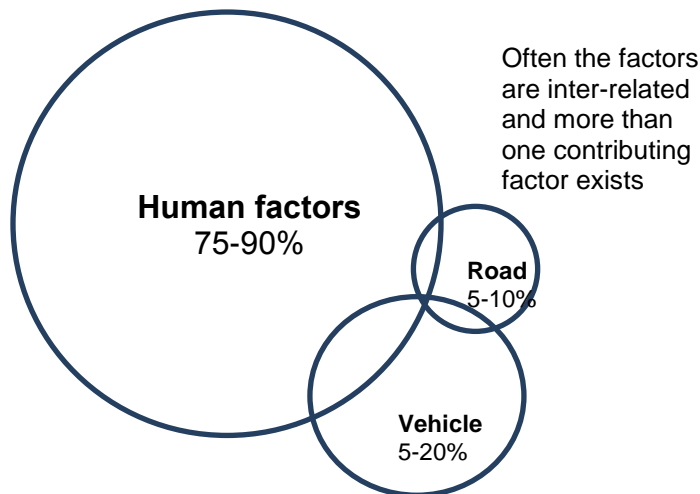 Often the factors
are inter-related
and more than
one contributing
factor exists
Human factors
75-90%
Road
5-10%
Vehicle
5-20%